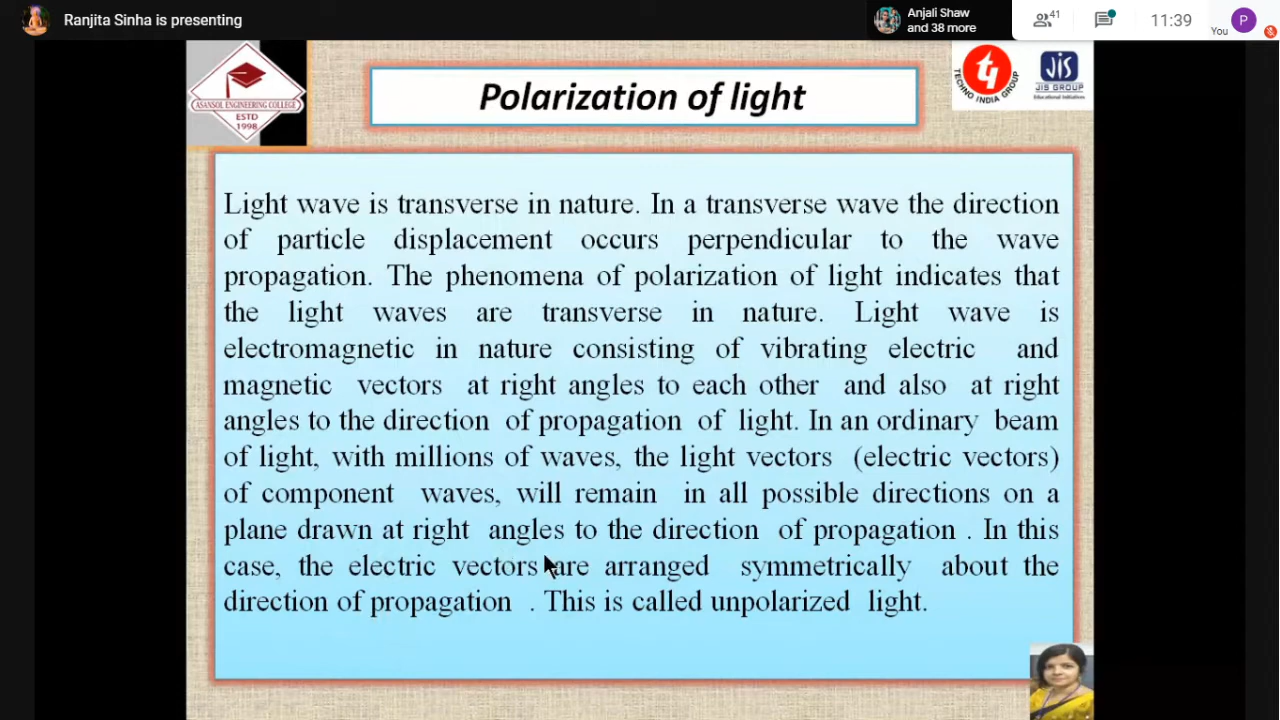 Ranjita Sinha is presenting
Anjali Shaw
and 38 more
41
11:39
You
P
ASANSOL ENGINEERING COLLEGE
ESTD
1998
Polarization of light
TECHNO INDIA GROUP
JIS
JIS GROUP
Educational Initiatives
Light wave is transverse in nature. In a transverse wave the direction
of particle displacement occurs perpendicular to the wave
propagation. The phenomena of polarization of light indicates that
the light waves are transverse in nature. Light wave is
electromagnetic in nature consisting of vibrating electric and
magnetic vectors at right angles to each other and also at right
angles to the direction of propagation of light. In an ordinary beam
of light, with millions of waves, the light vectors (electric vectors)
of component waves, will remain in all possible directions on a
plane drawn at right angles to the direction of propagation . In this
case, the electric vectors are arranged symmetrically about the
direction of propagation . This is called unpolarized light.